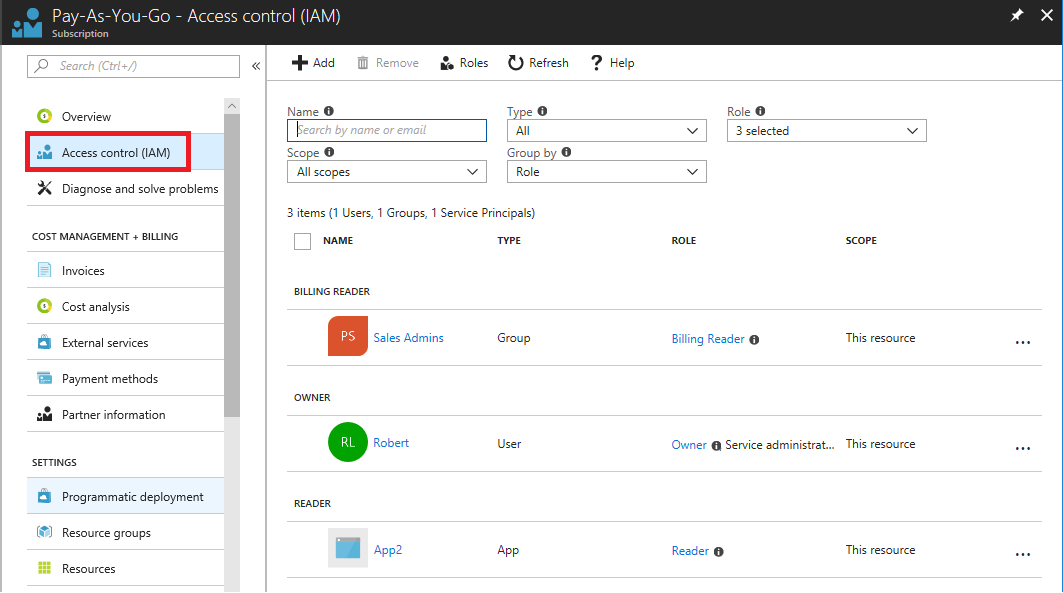 Pay-As-You-Go - Access control (IAM)
Subscription
Search (Ctrl+/)
Overview
Access control (IAM)
Diagnose and solve problems
COST MANAGEMENT + BILLING
Invoices
Cost analysis
External services
Payment methods
Partner information
SETTINGS
Programmatic deployment
Resource groups
Resources
Add Remove Roles Refresh Help
Name Type Role
Search by name or email All 3 selected
Scope Group by
All scopes Role
3 items (1 Users, 1 Groups, 1 Service Principals)
NAME TYPE ROLE SCOPE
BILLING READER
PS Sales Admins Group Billing Reader This resource ...
OWNER
RL Robert User Owner Service administrat... This resource ...
READER
App2 App Reader This resource ...